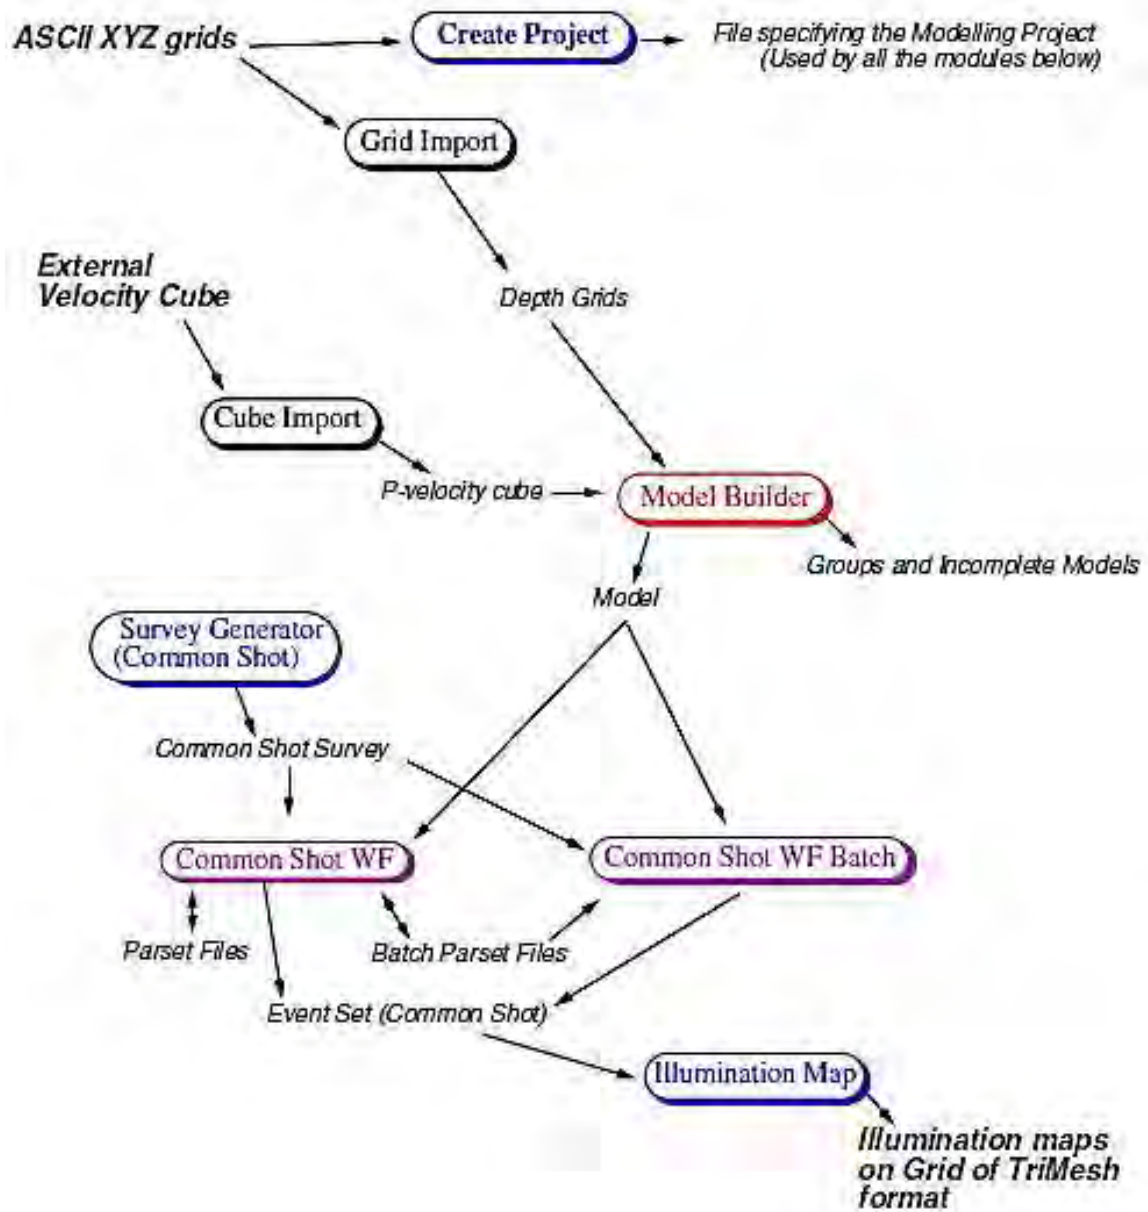 ASCII XYZ grids
Create Project
File specifying the Modelling Project
(Used by all the modules below)
Grid Import
External
Velocity Cube
Depth Grids
Cube Import
P-velocity cube
Model Builder
Groups and Incomplete Models
Model
Survey Generator
(Common Shot)
Common Shot Survey
Common Shot WF
Common Shot WF Batch
Parset Files
Batch Parset Files
Event Set (Common Shot)
Illumination Map
Illumination maps
on Grid of TriMesh
format